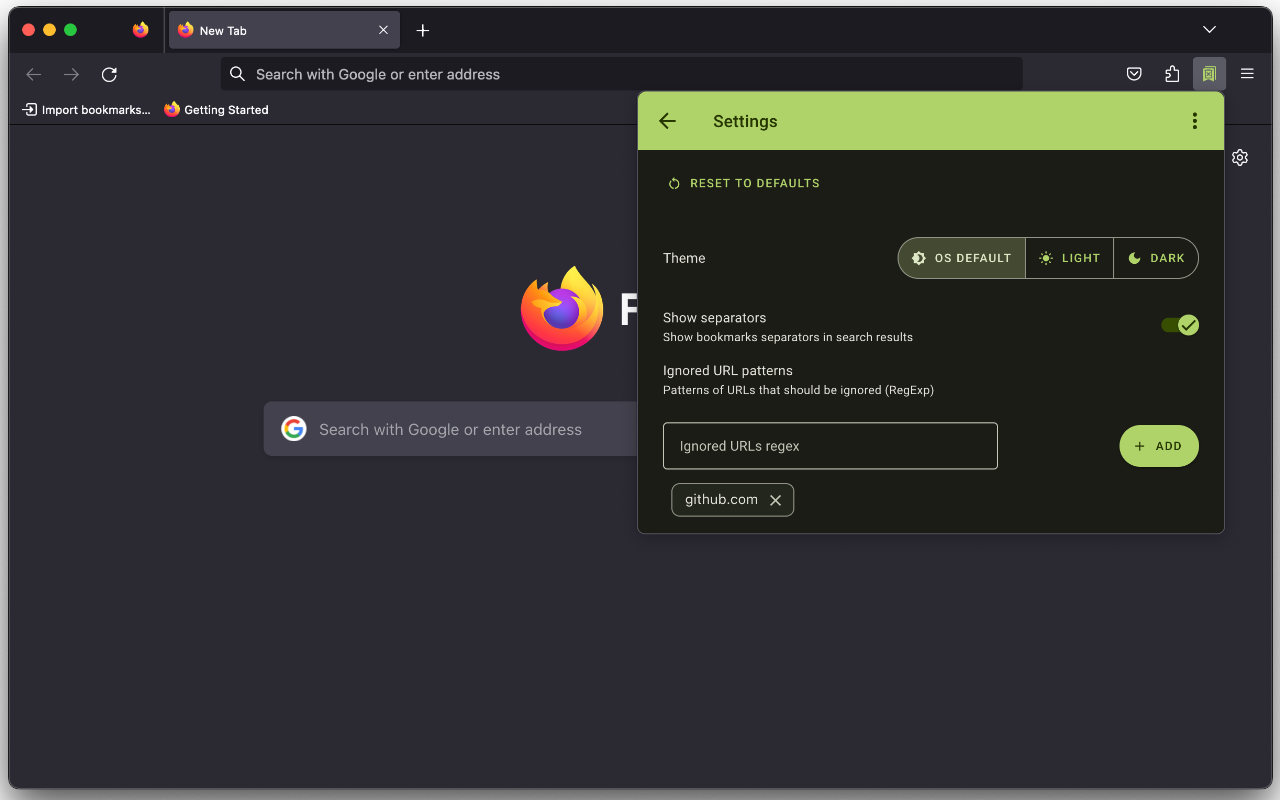 New Tab
Search with Google or enter address
Import bookmarks...
Getting Started
Settings
RESET TO DEFAULTS
Theme
OS DEFAULT
LIGHT
DARK
F
Show separators
Show bookmarks separators in search results
Ignored URL patterns
Patterns of URLs that should be ignored (RegExp)
Search with Google or enter address
Ignored URLs regex
ADD
github.com